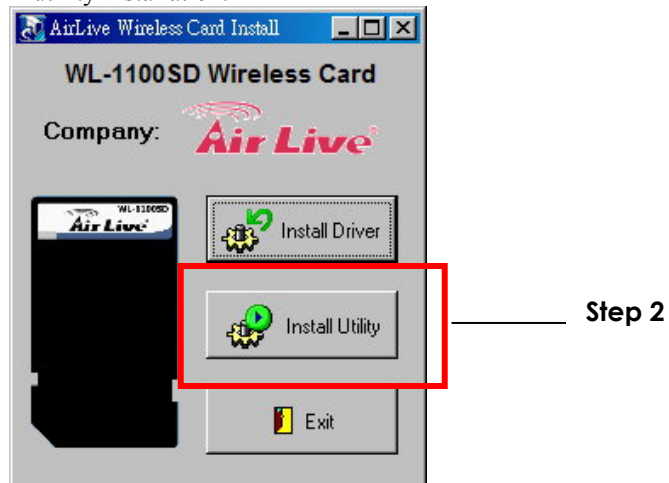 AirLive Wireless Card Install
WL-1100SD Wireless Card
Company: Air Live®
WL-1100SD
Air Live
Install Driver
Install Utility
Step 2
Exit